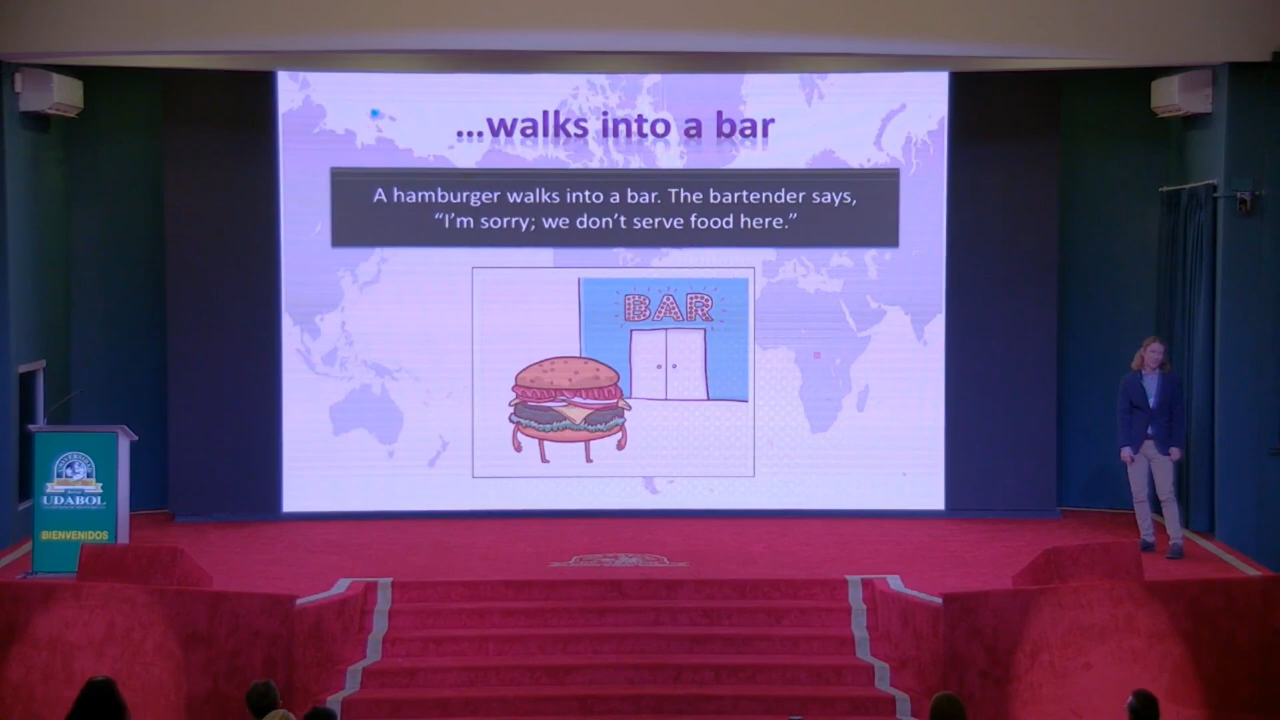 ...walks into a bar
A hamburger walks into a bar. The bartender says,
“I’m sorry; we don’t serve food here.”
BAR
UDABOL
BIENVENIDOS